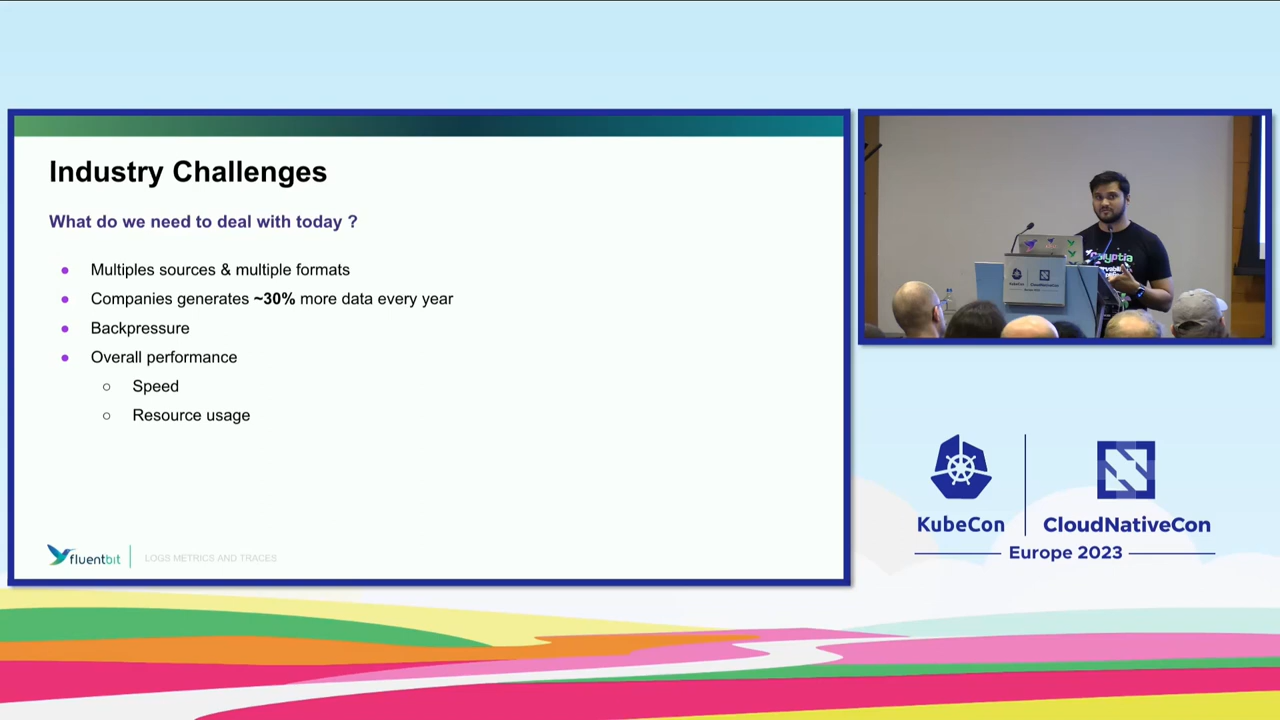 Industry Challenges
What do we need to deal with today ?
Multiples sources & multiple formats
Companies generates ~30% more data every year
Backpressure
Overall performance
Speed
Resource usage
fluentbit
LOGS METRICS AND TRACES
KubeCon
CloudNativeCon
Europe 2023